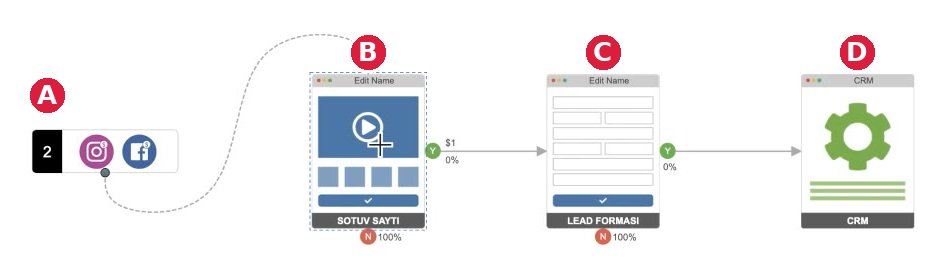 A
2
B
Edit Name
SOTUV SAYTI
N 100%
Y
$1
0%
C
Edit Name
LEAD FORMASI
N 100%
Y
0%
D
CRM
CRM